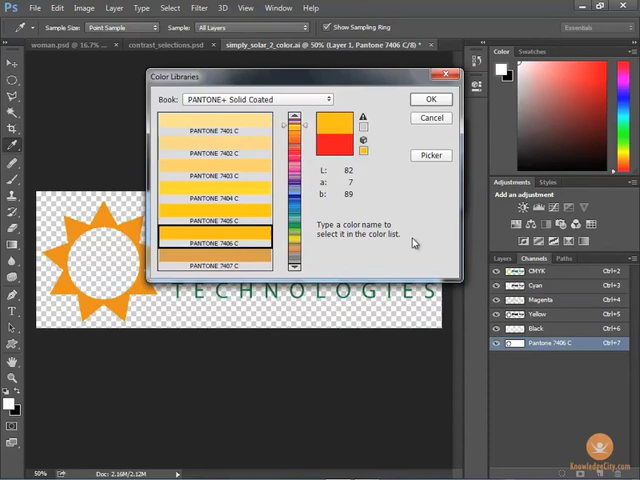 Ps File Edit Image Layer Type Select Filter 3D View Window Help
Sample Size: Point Sample Sample: All Layers Show Sampling Ring Essentials
woman.psd @ 16.7%... × contrast_selections.psd × simply_solar_2_color.ai @ 50% (Layer 1, Pantone 7406 C/8) * ×
Color Libraries
Book: PANTONE+ Solid Coated
OK
Cancel
Picker
PANTONE 7401 C
PANTONE 7402 C
PANTONE 7403 C
PANTONE 7404 C
PANTONE 7405 C
PANTONE 7406 C
PANTONE 7407 C
L: 82
a: 7
b: 89
Type a color name to
select it in the color list.
TECHNOLOGIES
Color Swatches
Adjustments Styles
Layers Channels Paths
CMYK Ctrl+2
Cyan Ctrl+3
Magenta Ctrl+4
Yellow Ctrl+5
Black Ctrl+6
Pantone 7406 C Ctrl+7
50% Doc: 2.16M/2.12M
KnowledgeCity.com